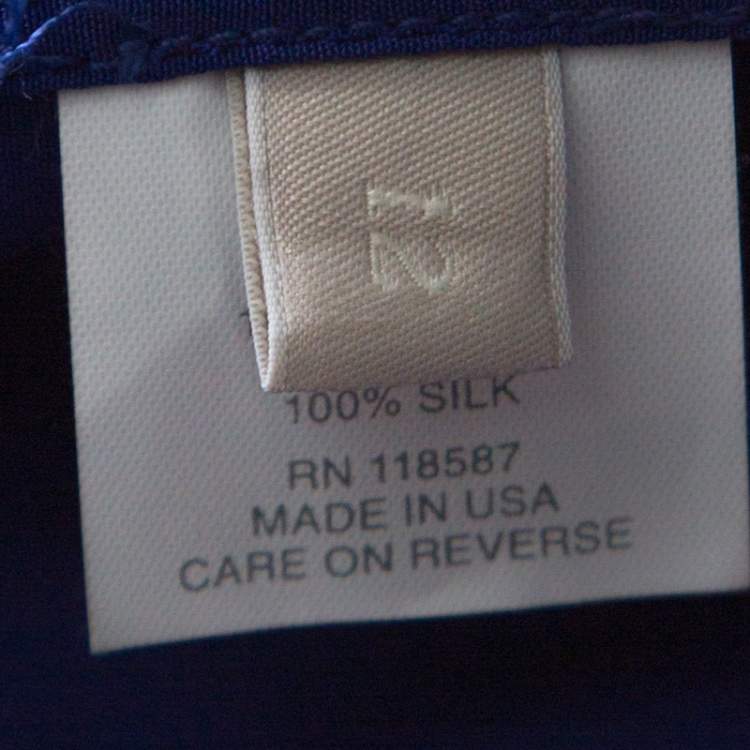 12
100% SILK
RN 118587
MADE IN USA
CARE ON REVERSE